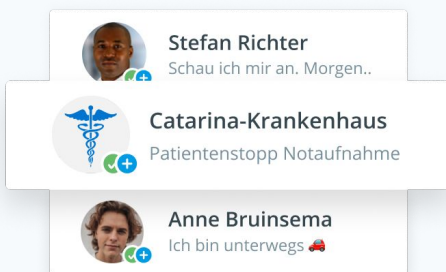 Stefan Richter
Schau ich mir an. Morgen..
Catarina-Krankenhaus
Patientenstopp Notaufnahme
Anne Bruinsema
Ich bin unterwegs 🚗